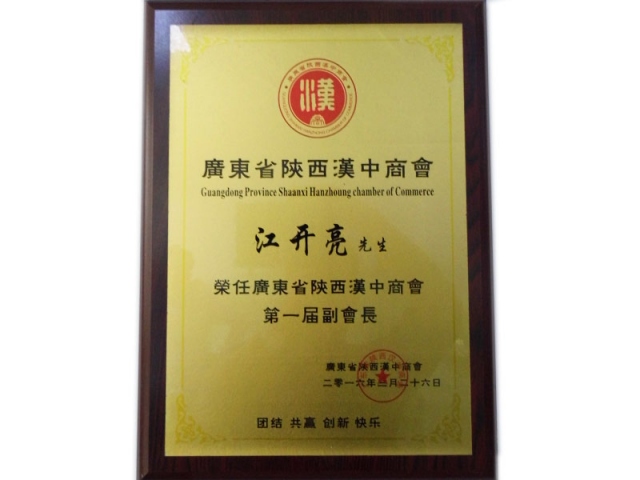 漢
廣東省陝西漢中商會
Guangdong Province Shaanxi Hanzhoung chamber of Commerce
江开亮 先生
榮任廣東省陝西漢中商會
第一届副會長
廣東省陝西漢中商會
二零一六年三月二十六日
团结 共赢 创新 快乐